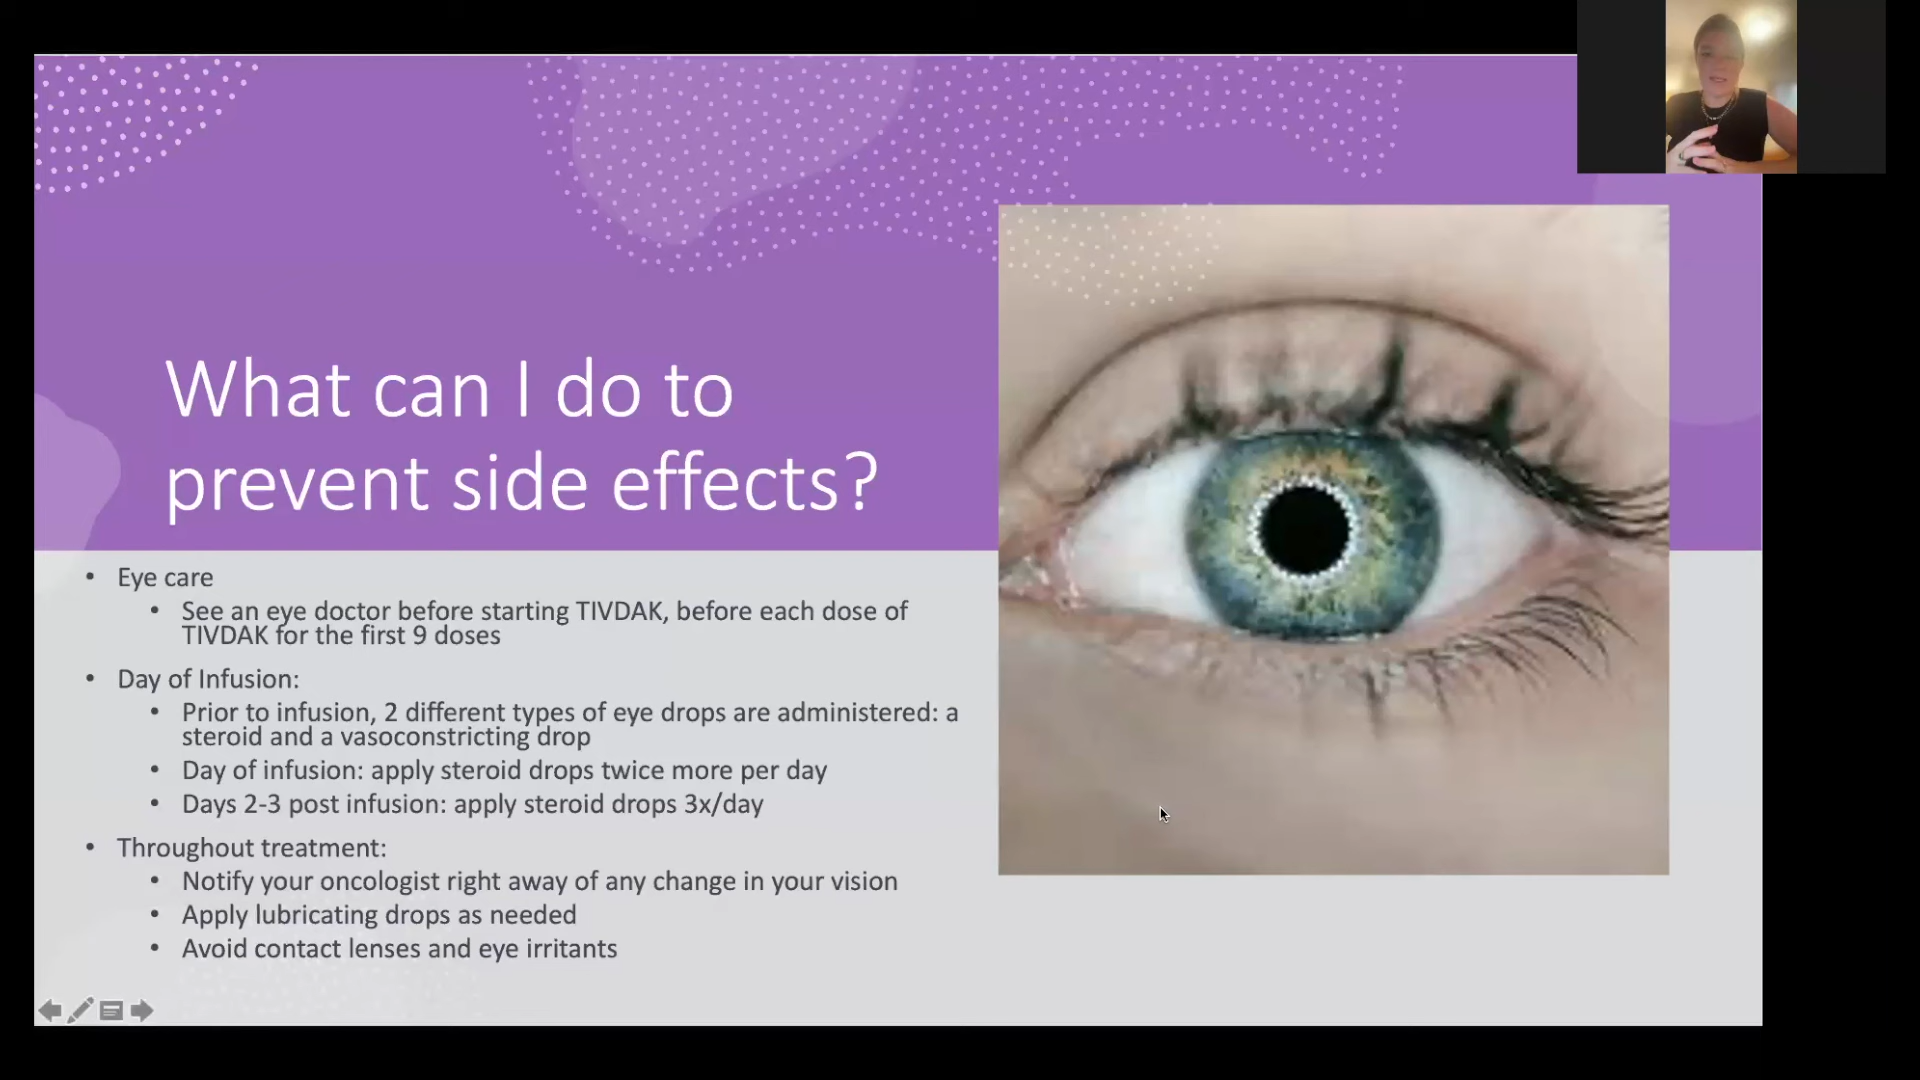 What can I do to
prevent side effects?
• Eye care
• See an eye doctor before starting TIVDAK, before each dose of
TIVDAK for the first 9 doses
• Day of Infusion:
• Prior to infusion, 2 different types of eye drops are administered: a
steroid and a vasoconstricting drop
• Day of infusion: apply steroid drops twice more per day
• Days 2-3 post infusion: apply steroid drops 3x/day
• Throughout treatment:
• Notify your oncologist right away of any change in your vision
• Apply lubricating drops as needed
• Avoid contact lenses and eye irritants